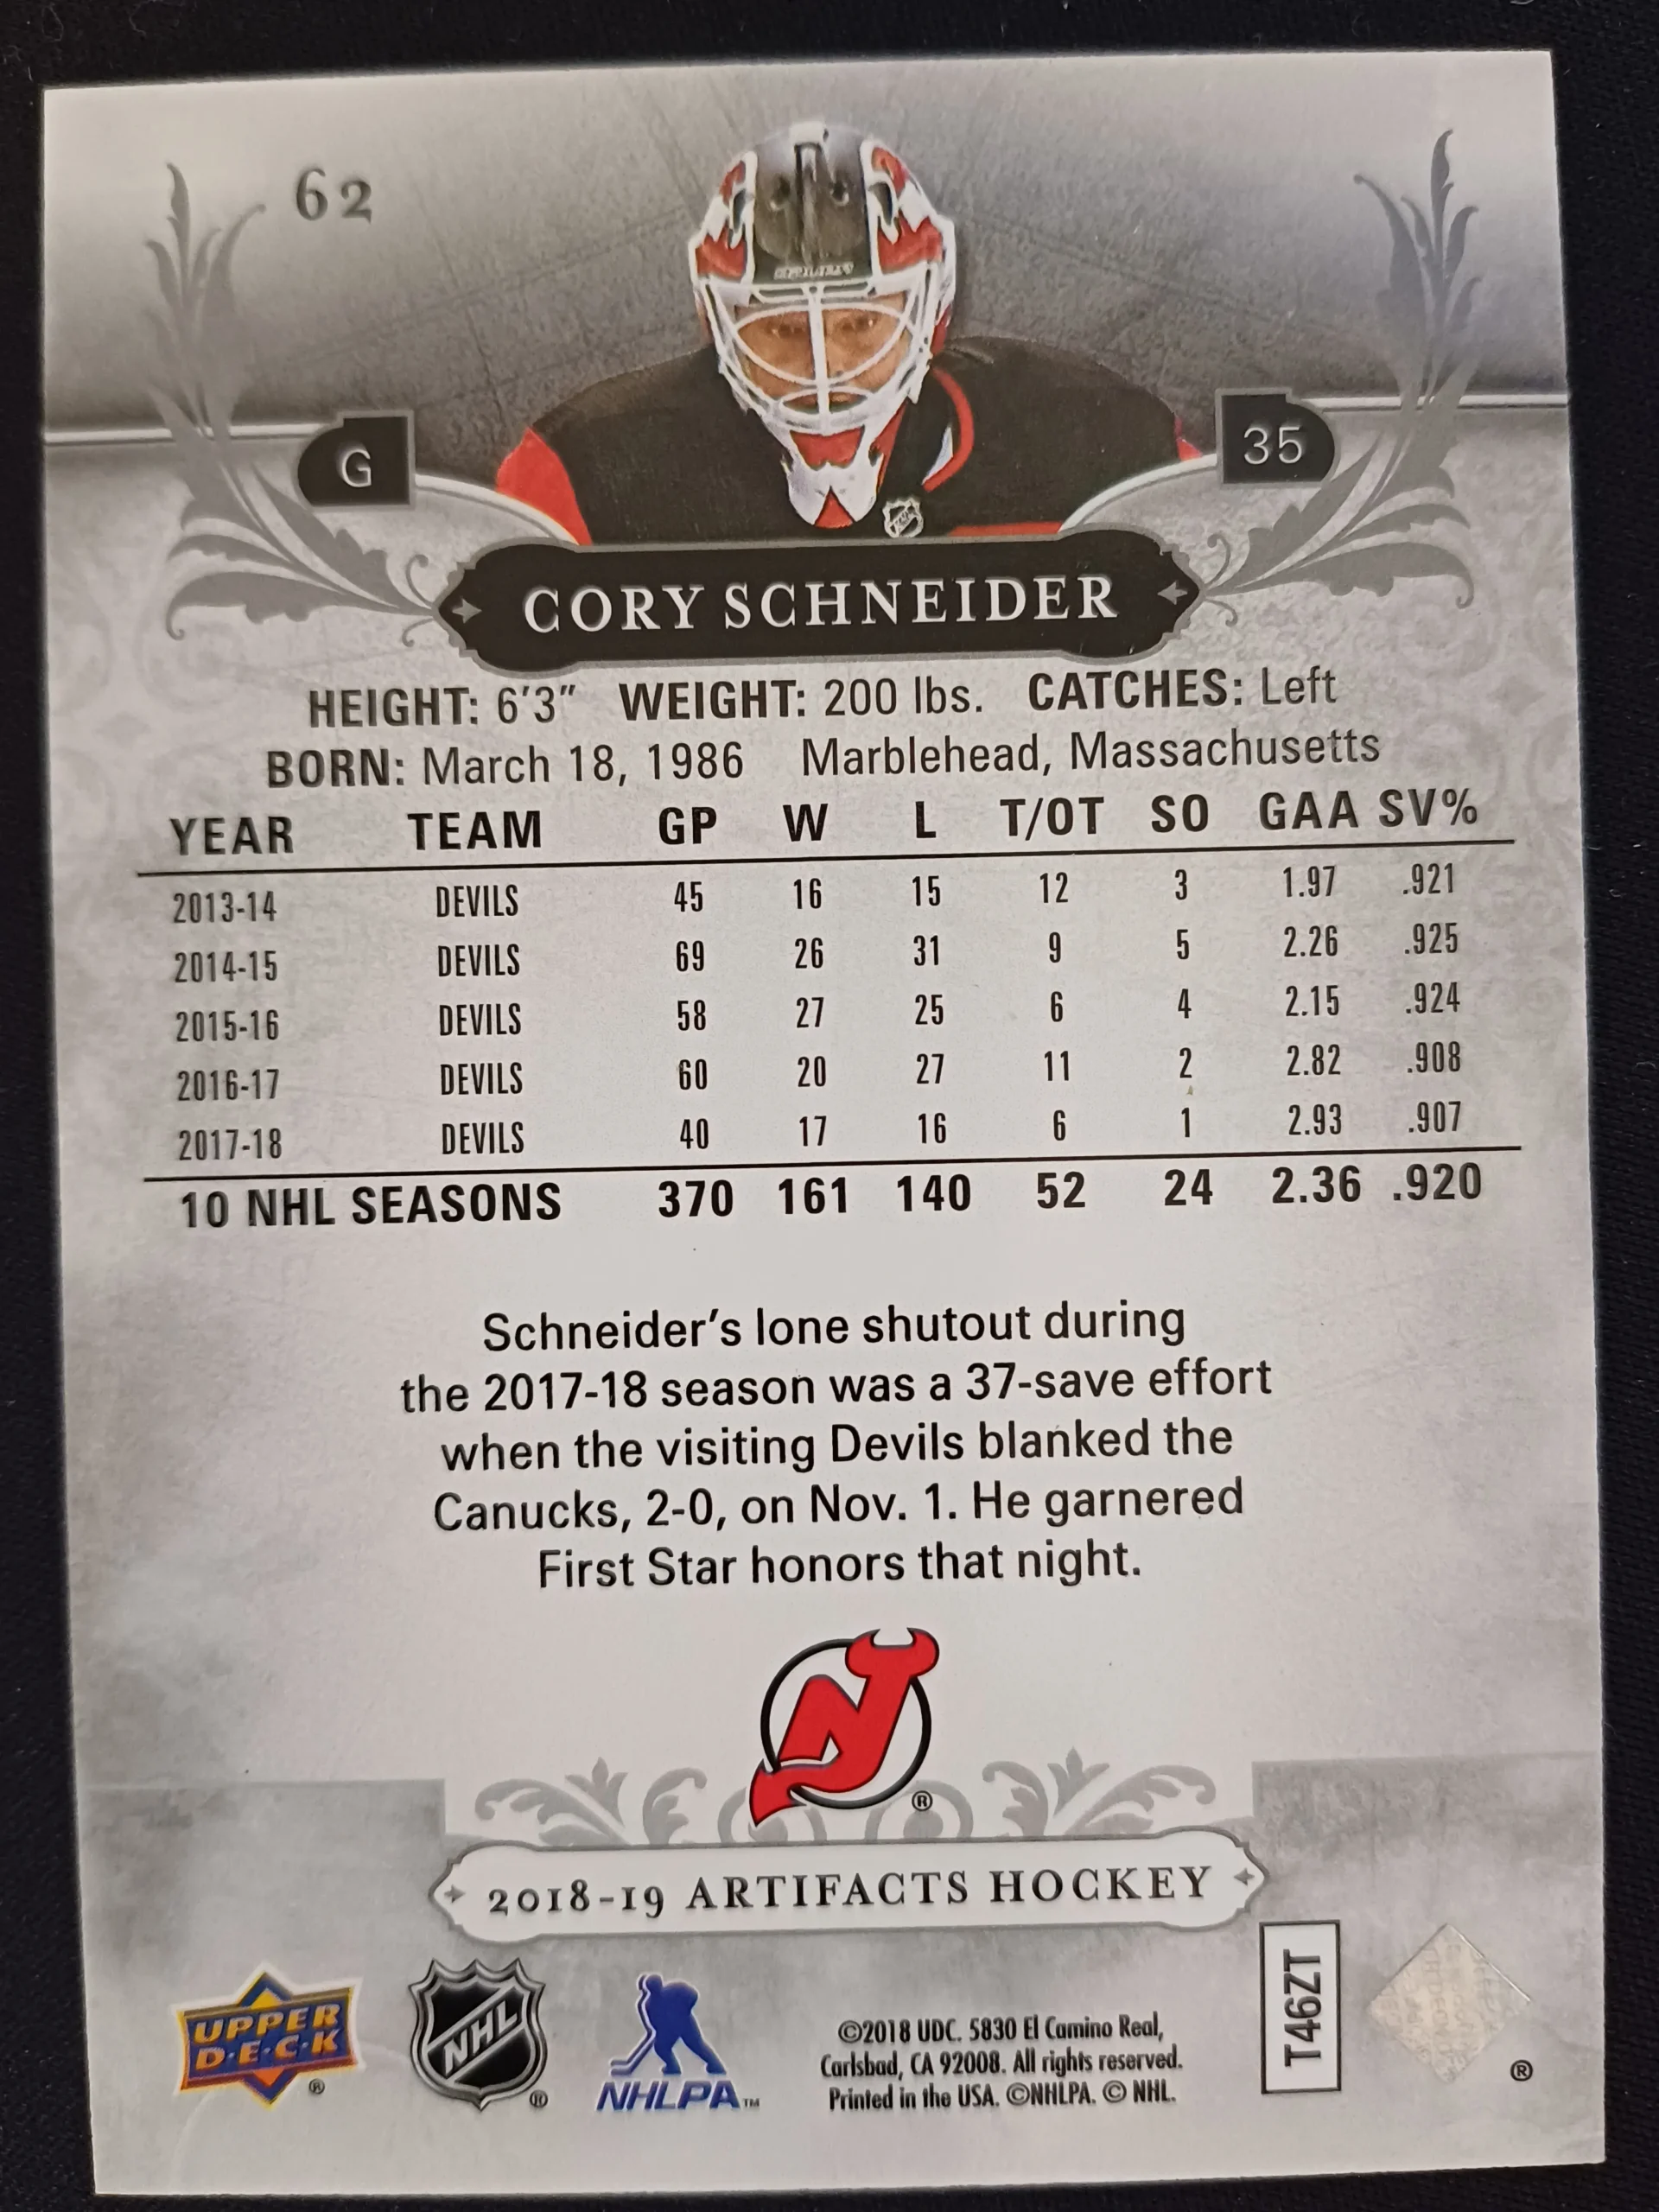 62
G
35
CORY SCHNEIDER
HEIGHT: 6'3" WEIGHT: 200 lbs. CATCHES: Left
BORN: March 18, 1986 Marblehead, Massachusetts
YEAR TEAM GP W L T/OT SO GAA SV%
2013-14 DEVILS 45 16 15 12 3 1.97 .921
2014-15 DEVILS 69 26 31 9 5 2.26 .925
2015-16 DEVILS 58 27 25 6 4 2.15 .924
2016-17 DEVILS 60 20 27 11 2 2.82 .908
2017-18 DEVILS 40 17 16 6 1 2.93 .907
10 NHL SEASONS 370 161 140 52 24 2.36 .920
Schneider's lone shutout during
the 2017-18 season was a 37-save effort
when the visiting Devils blanked the
Canucks, 2-0, on Nov. 1. He garnered
First Star honors that night.
®
2018-19 ARTIFACTS HOCKEY
UPPER
D·E·C·K
®
NHL
®
NHLPA™
©2018 UDC. 5830 El Camino Real,
Carlsbad, CA 92008. All rights reserved.
Printed in the USA. ©NHLPA. © NHL.
T46ZT
®